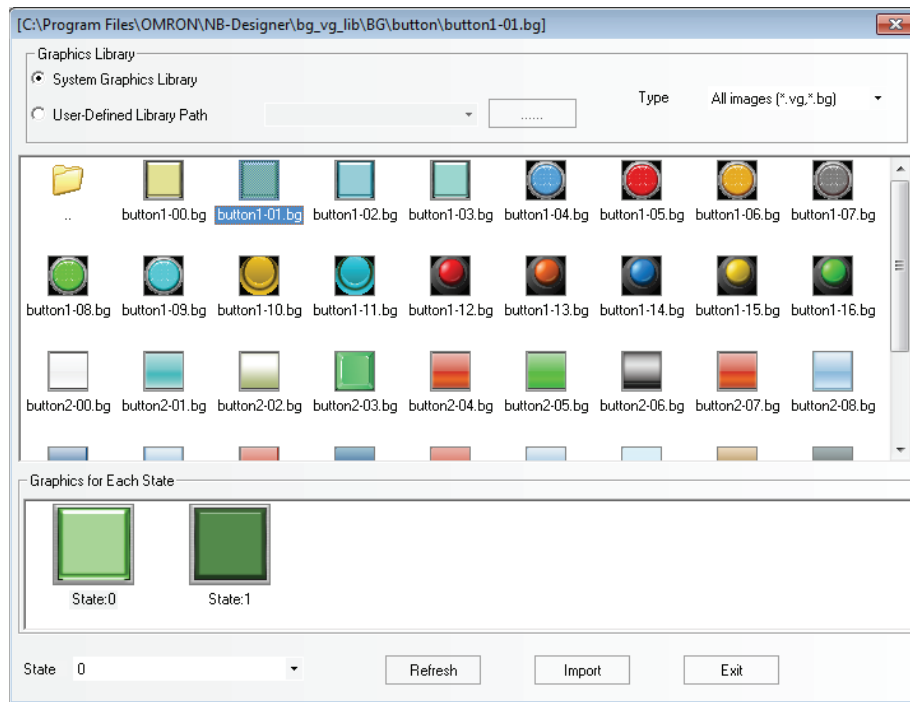 [C:\Program Files\OMRON\NB-Designer\bg_vg_lib\BG\button\button1-01.bg]
Graphics Library
System Graphics Library
User-Defined Library Path
......
Type
All images (*.vg,*.bg)
..
button1-00.bg
button1-01.bg
button1-02.bg
button1-03.bg
button1-04.bg
button1-05.bg
button1-06.bg
button1-07.bg
button1-08.bg
button1-09.bg
button1-10.bg
button1-11.bg
button1-12.bg
button1-13.bg
button1-14.bg
button1-15.bg
button1-16.bg
button2-00.bg
button2-01.bg
button2-02.bg
button2-03.bg
button2-04.bg
button2-05.bg
button2-06.bg
button2-07.bg
button2-08.bg
Graphics for Each State
State:0
State:1
State
0
Refresh
Import
Exit